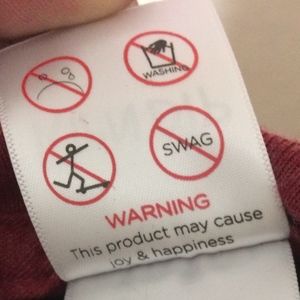 WASHING
SWAG
WARNING
This product may cause
joy & happiness